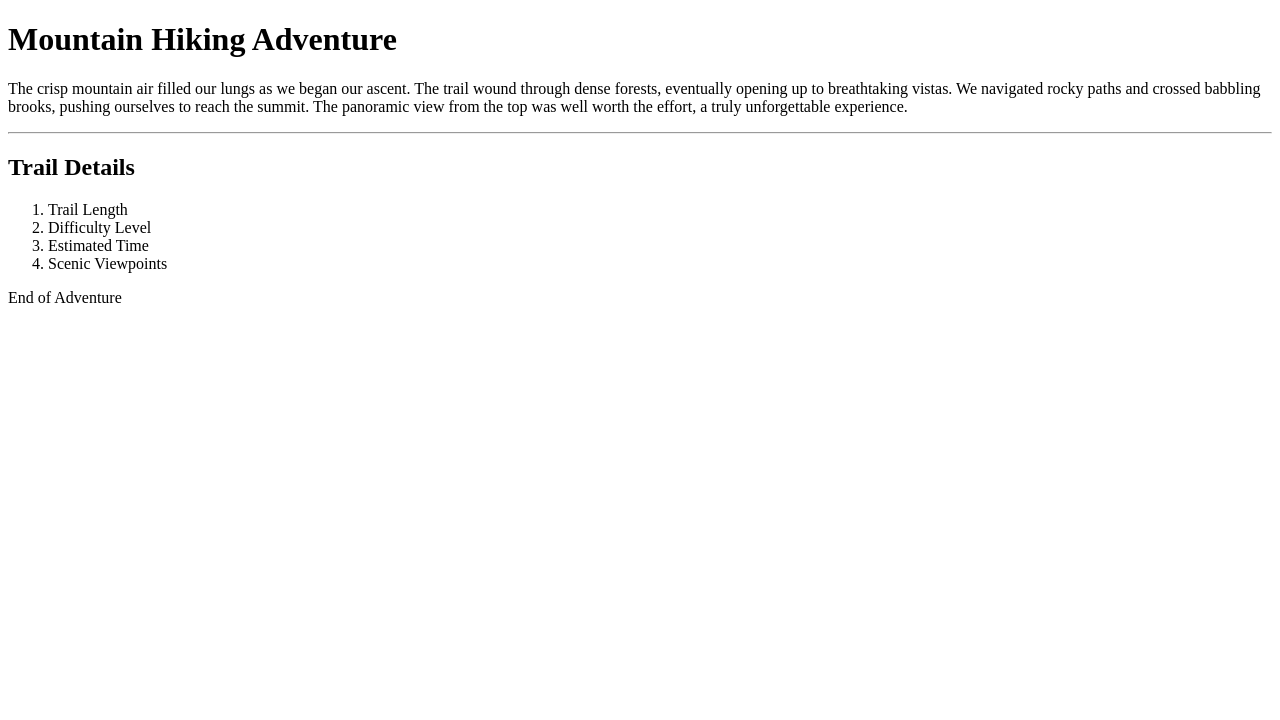 Mountain Hiking Adventure
The crisp mountain air filled our lungs as we began our ascent. The trail wound through dense forests, eventually opening up to breathtaking vistas. We navigated rocky paths and crossed babbling
brooks, pushing ourselves to reach the summit. The panoramic view from the top was well worth the effort, a truly unforgettable experience.
Trail Details
1. Trail Length
2. Difficulty Level
3. Estimated Time
4. Scenic Viewpoints
End of Adventure